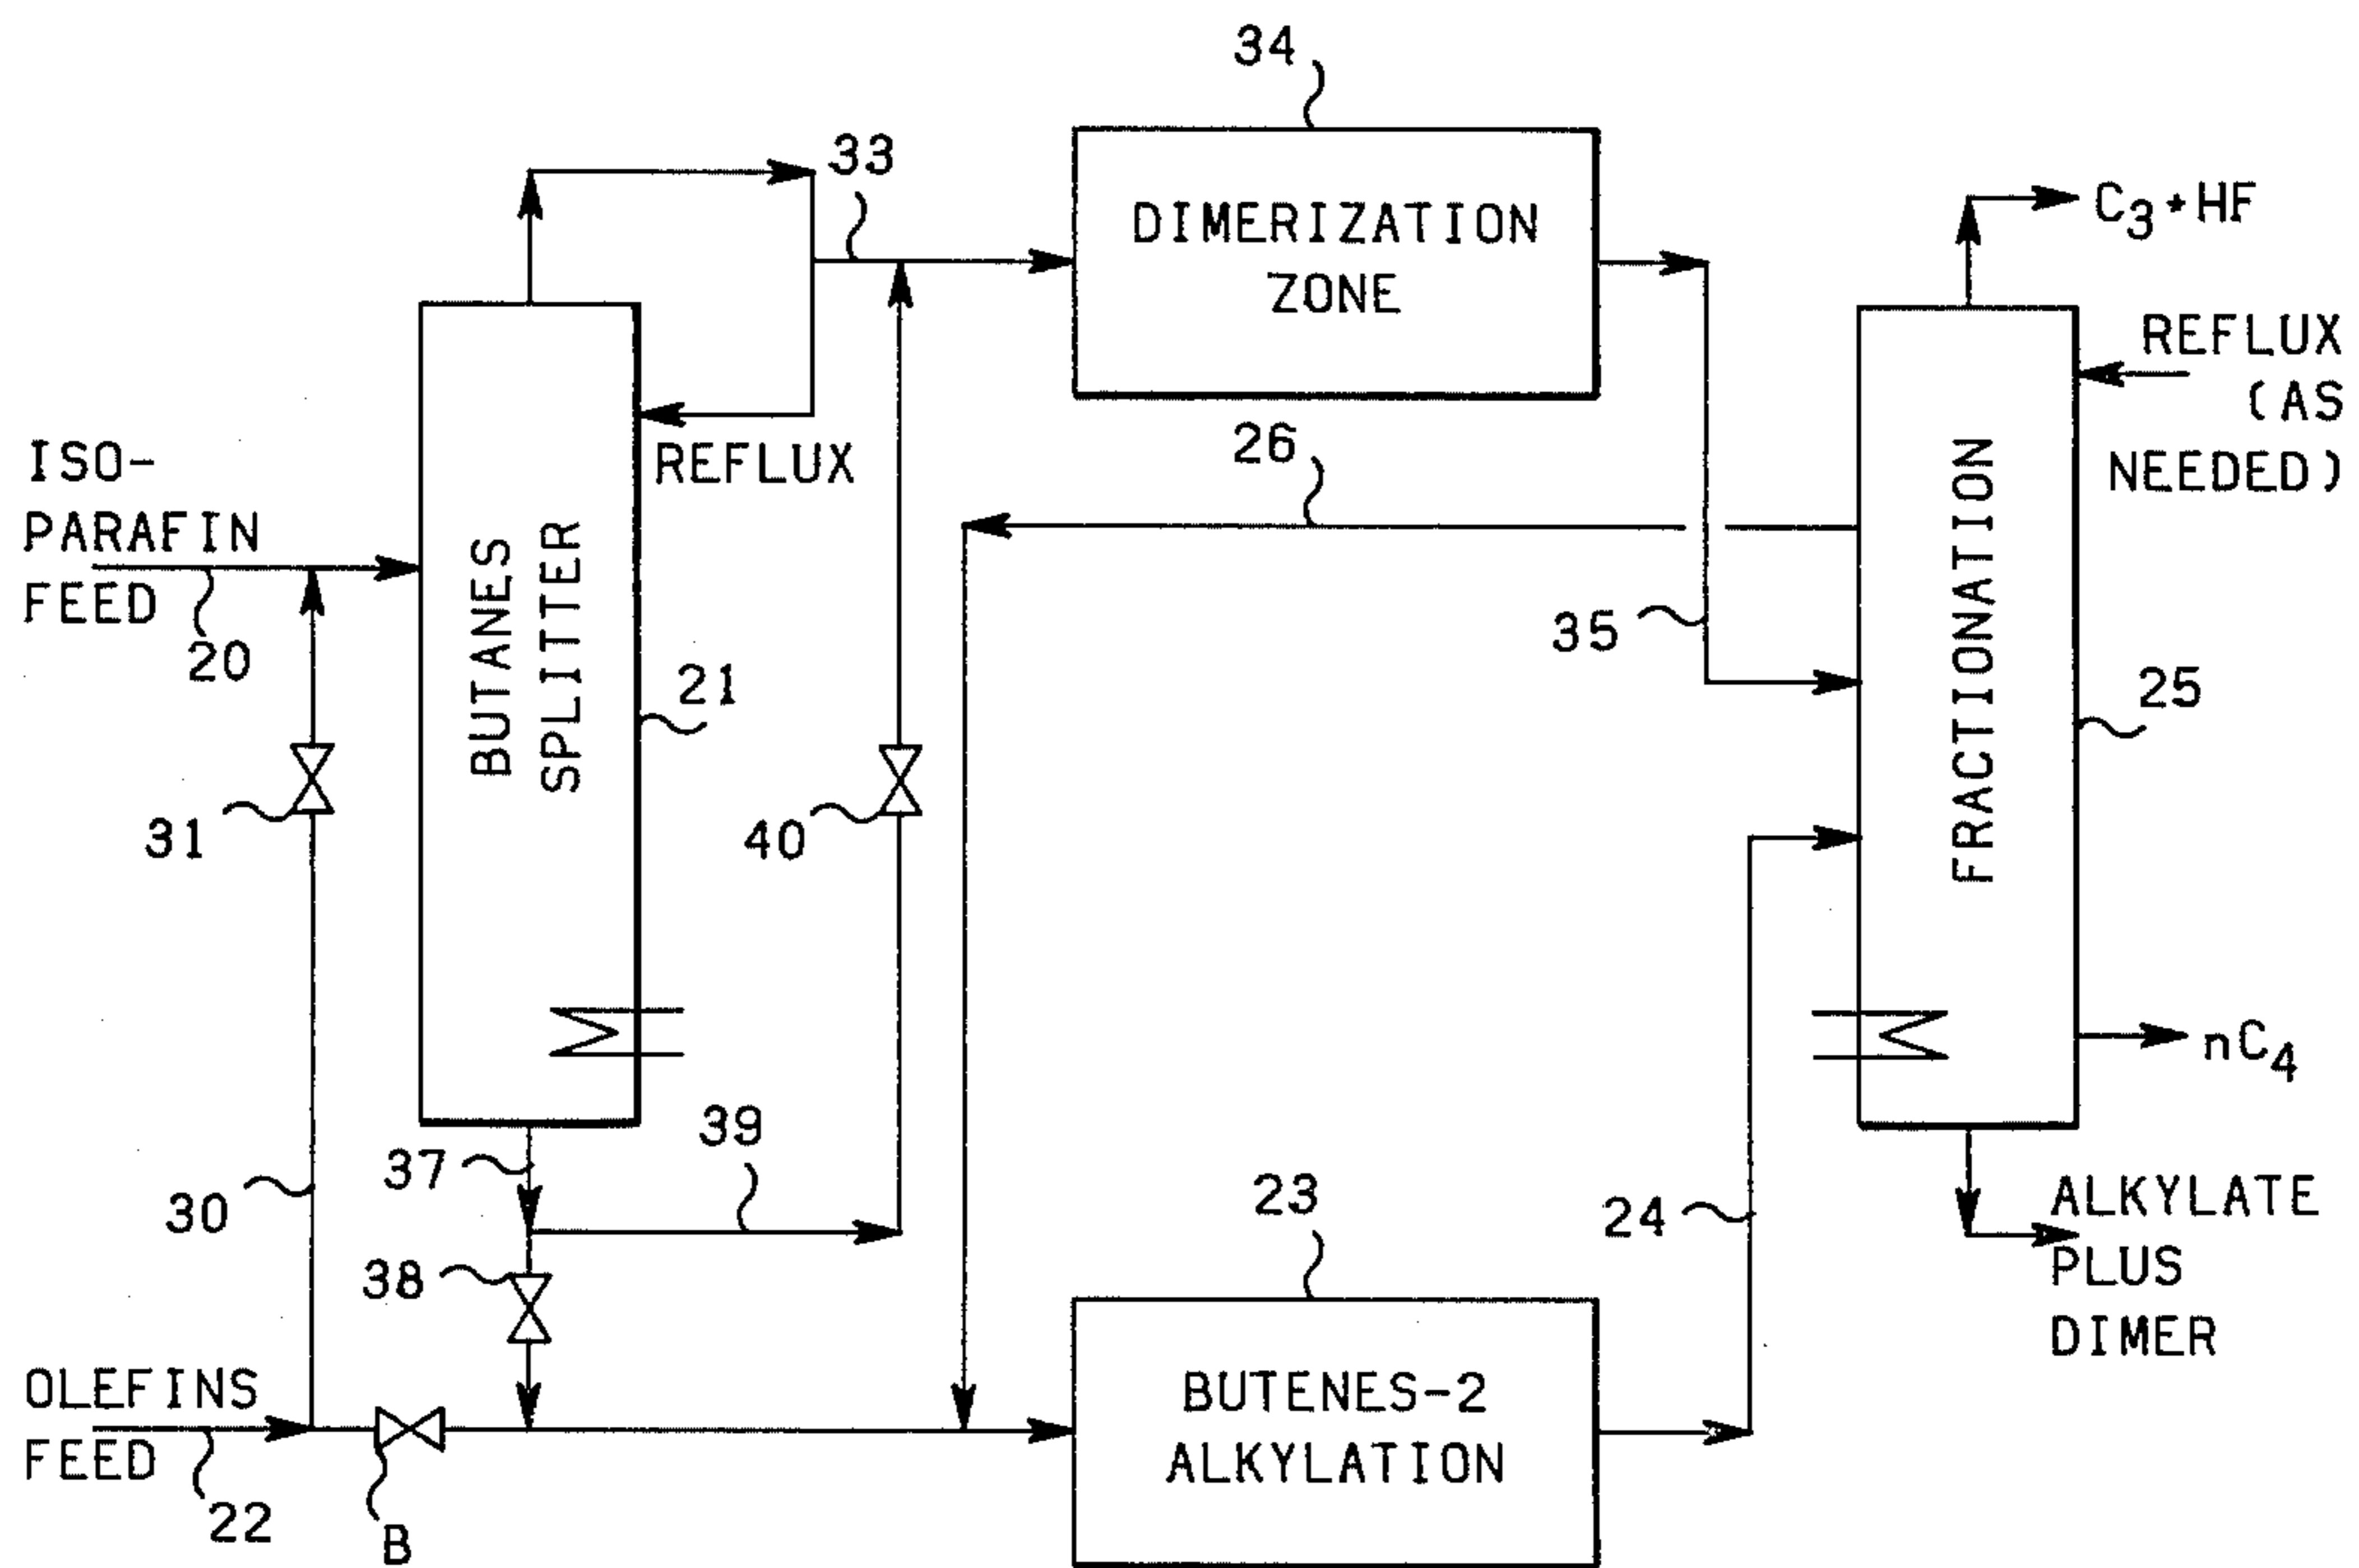 34
33
DIMERIZATION
ZONE
C3+HF
REFLUX
(AS
NEEDED)
REFLUX
26
ISO-
PARAFIN
FEED
20
BUTANES
SPLITTER
21
35
FRACTIONATION
25
31
40
nC4
39
37
30
38
23
24
ALKYLATE
PLUS
DIMER
OLEFINS
FEED
22
B
BUTENES-2
ALKYLATION